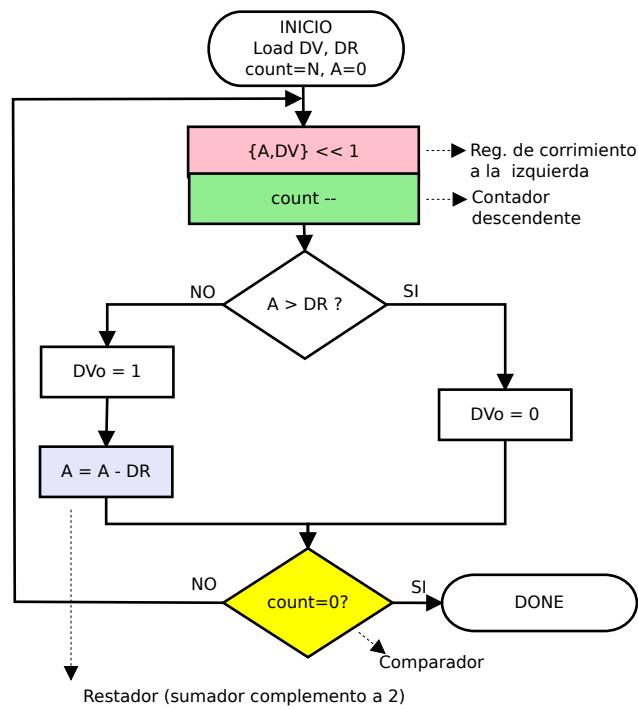 INICIO
Load DV, DR
count=N, A=0
{A,DV} << 1
Reg. de corrimiento
a la izquierda
count --
Contador
descendente
A > DR ?
NO
SI
DVo = 1
DVo = 0
A = A - DR
count=0?
NO
SI
DONE
Comparador
Restador (sumador complemento a 2)